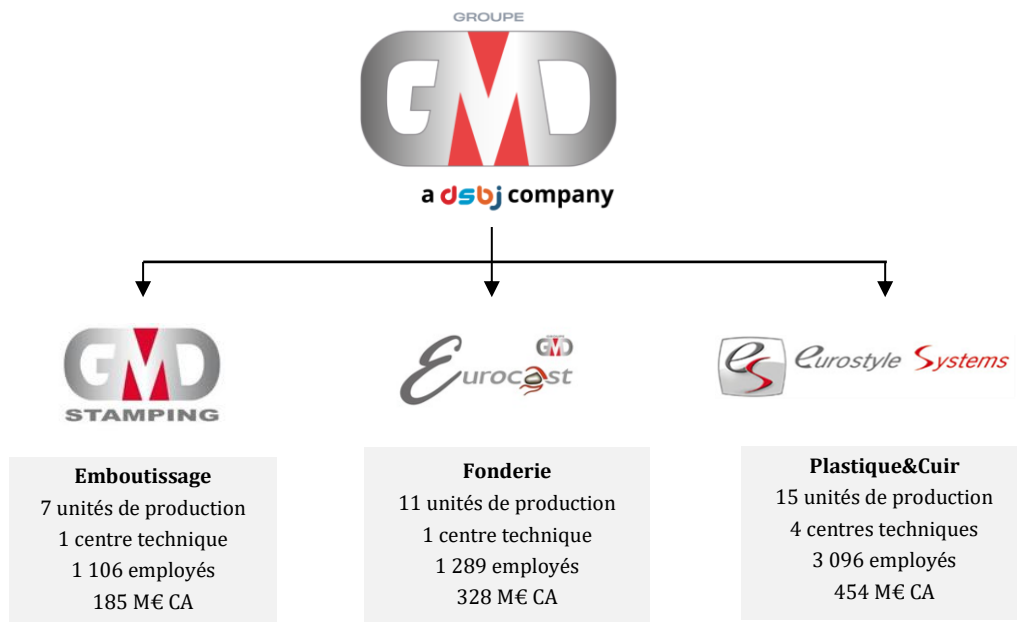 GROUPE
GMD
a dsbj company
GMD
STAMPING
GROUPE
GMD
Eurocast
es eurostyle Systems
Emboutissage
7 unités de production
1 centre technique
1 106 employés
185 M€ CA
Fonderie
11 unités de production
1 centre technique
1 289 employés
328 M€ CA
Plastique&Cuir
15 unités de production
4 centres techniques
3 096 employés
454 M€ CA